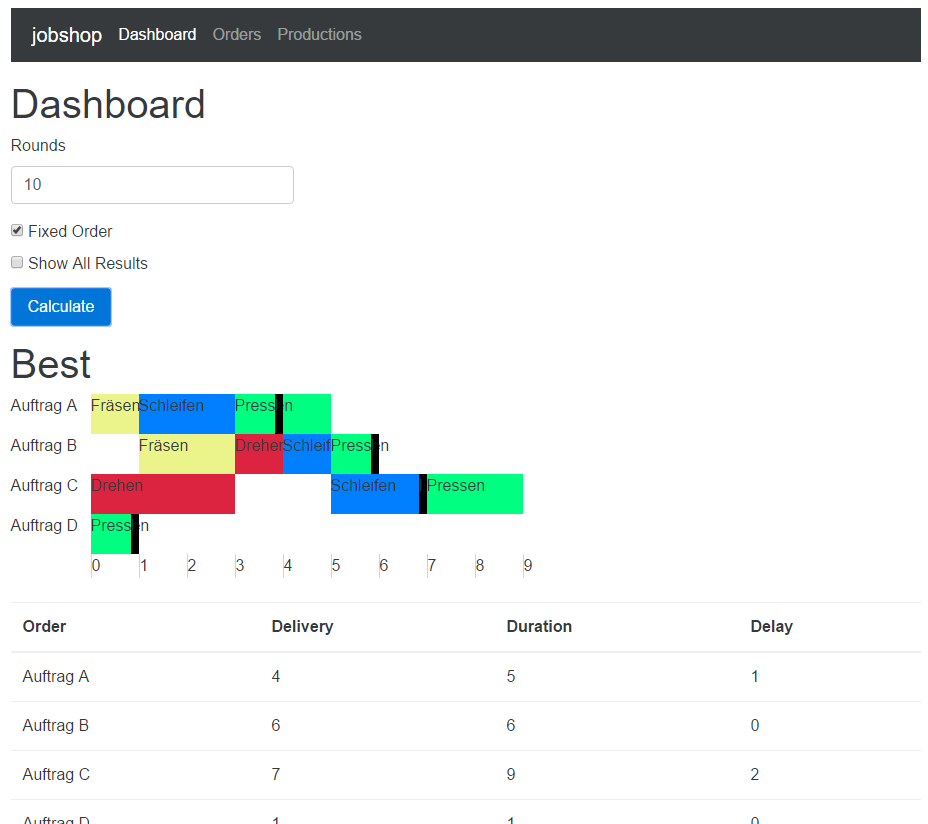 jobshop Dashboard Orders Productions
Dashboard
Rounds
10
Fixed Order
Show All Results
Calculate
Best
Auftrag A Fräsen Schleifen Pressen
Auftrag B Fräsen Drehen Schleif Pressen
Auftrag C Drehen Schleifen Pressen
Auftrag D Pressen
0 1 2 3 4 5 6 7 8 9
Order Delivery Duration Delay
Auftrag A 4 5 1
Auftrag B 6 6 0
Auftrag C 7 9 2
Auftrag D 1 1 0